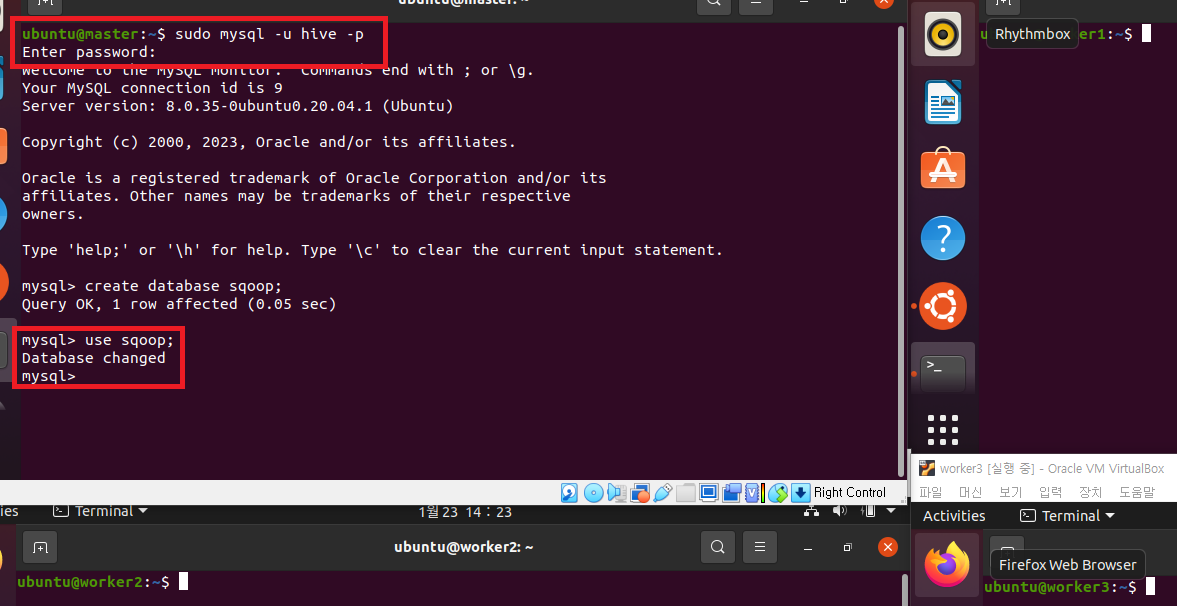 ubuntu@master: ~
ubuntu@master:~$ sudo mysql -u hive -p
Enter password:
Welcome to the MySQL monitor.  Commands end with ; or \g.
Your MySQL connection id is 9
Server version: 8.0.35-0ubuntu0.20.04.1 (Ubuntu)
Copyright (c) 2000, 2023, Oracle and/or its affiliates.
Oracle is a registered trademark of Oracle Corporation and/or its
affiliates. Other names may be trademarks of their respective
owners.
Type 'help;' or '\h' for help. Type '\c' to clear the current input statement.
mysql> create database sqoop;
Query OK, 1 row affected (0.05 sec)
mysql> use sqoop;
Database changed
mysql>
Rhythmbox
er1:~$
Right Control
worker3 [실행 중] - Oracle VM VirtualBox
파일 머신 보기 입력 장치 도움말
ies Terminal 1월 23 14 : 23
Activities Terminal
ubuntu@worker2: ~
ubuntu@worker2:~$
Firefox Web Browser
ubuntu@worker3:~$